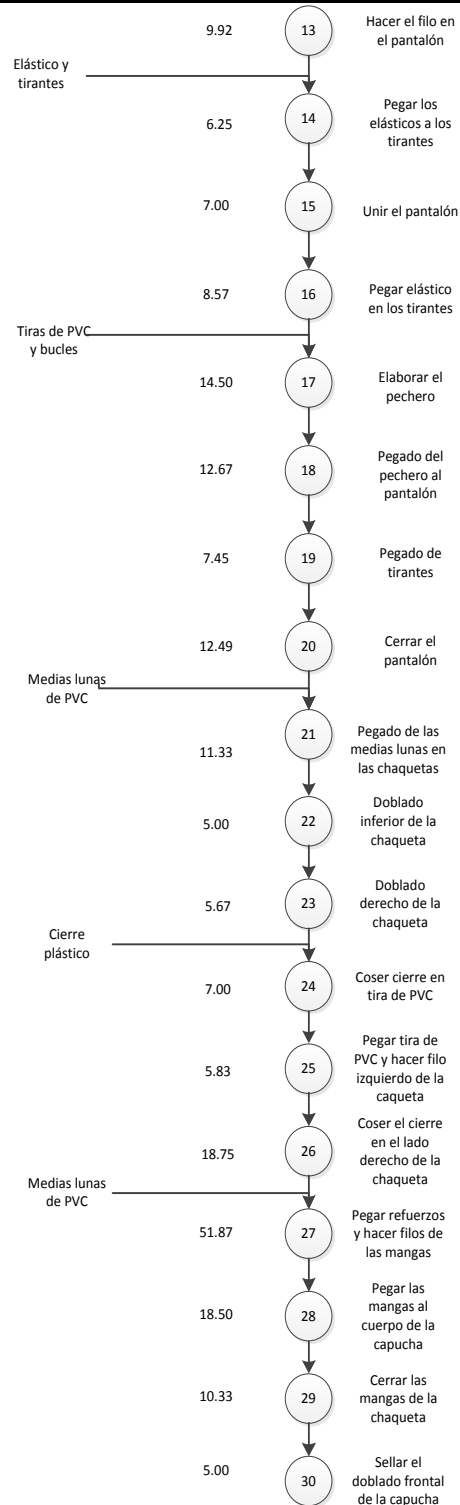 9.92
13
Hacer el filo en
el pantalón
Elástico y
tirantes
6.25
14
Pegar los
elásticos a los
tirantes
7.00
15
Unir el pantalón
8.57
16
Pegar elástico
en los tirantes
Tiras de PVC
y bucles
14.50
17
Elaborar el
pechero
12.67
18
Pegado del
pechero al
pantalón
7.45
19
Pegado de
tirantes
12.49
20
Cerrar el
pantalón
Medias lunas
de PVC
11.33
21
Pegado de las
medias lunas en
las chaquetas
5.00
22
Doblado
inferior de la
chaqueta
5.67
23
Doblado
derecho de la
chaqueta
Cierre
plástico
7.00
24
Coser cierre en
tira de PVC
5.83
25
Pegar tira de
PVC y hacer filo
izquierdo de la
caqueta
18.75
26
Coser el cierre
en el lado
derecho de la
chaqueta
Medias lunas
de PVC
51.87
27
Pegar refuerzos
y hacer filos de
las mangas
18.50
28
Pegar las
mangas al
cuerpo de la
capucha
10.33
29
Cerrar las
mangas de la
chaqueta
5.00
30
Sellar el
doblado frontal
de la capucha